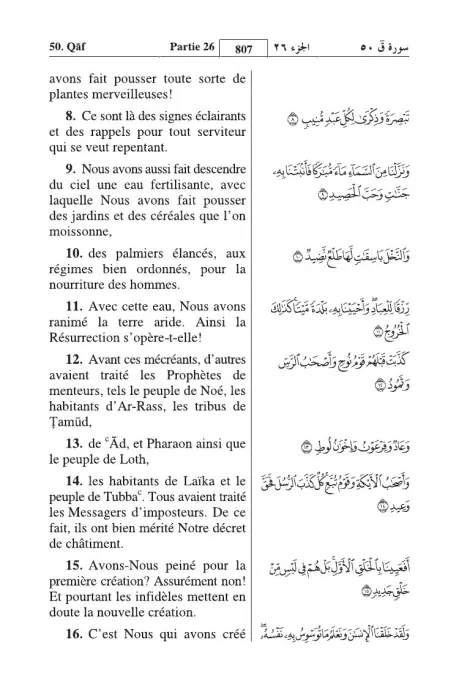 50. Qāf Partie 26 807 الجزء ٢٦ سورة ق ٥٠
avons fait pousser toute sorte de
plantes merveilleuses!
8. Ce sont là des signes éclairants
et des rappels pour tout serviteur
qui se veut repentant.
9. Nous avons aussi fait descendre
du ciel une eau fertilisante, avec
laquelle Nous avons fait pousser
des jardins et des céréales que l’on
moissonne,
10. des palmiers élancés, aux
régimes bien ordonnés, pour la
nourriture des hommes.
11. Avec cette eau, Nous avons
ranimé la terre aride. Ainsi la
Résurrection s’opère-t-elle!
12. Avant ces mécréants, d’autres
avaient traité les Prophètes de
menteurs, tels le peuple de Noé, les
habitants d’Ar-Rass, les tribus de
Ṭamūd,
13. de ᶜĀd, et Pharaon ainsi que
le peuple de Loth,
14. les habitants de Laïka et le
peuple de Tubbaᶜ. Tous avaient traité
les Messagers d’imposteurs. De ce
fait, ils ont bien mérité Notre décret
de châtiment.
15. Avons-Nous peiné pour la
première création? Assurément non!
Et pourtant les infidèles mettent en
doute la nouvelle création.
16. C’est Nous qui avons créé
تَبْصِرَةً وَذِكْرَىٰ لِكُلِّ عَبْدٍ مُّنِيبٍ ٨
وَنَزَّلْنَا مِنَ السَّمَاءِ مَاءً مُّبَٰرَكًا فَأَنبَتْنَا بِهِۦ
جَنَّٰتٍ وَحَبَّ الْحَصِيدِ ٩
وَالنَّخْلَ بَاسِقَٰتٍ لَّهَا طَلْعٌ نَّضِيدٌ ١٠
رِّزْقًا لِّلْعِبَادِ ۖ وَأَحْيَيْنَا بِهِۦ بَلْدَةً مَّيْتًا ۚ كَذَٰلِكَ
الْخُرُوجُ ١١
كَذَّبَتْ قَبْلَهُمْ قَوْمُ نُوحٍ وَأَصْحَٰبُ الرَّسِّ
وَثَمُودُ ١٢
وَعَادٌ وَفِرْعَوْنُ وَإِخْوَٰنُ لُوطٍ ١٣
وَأَصْحَٰبُ الْأَيْكَةِ وَقَوْمُ تُبَّعٍ ۚ كُلٌّ كَذَّبَ الرُّسُلَ فَحَقَّ
وَعِيدِ ١٤
أَفَعَيِينَا بِالْخَلْقِ الْأَوَّلِ ۚ بَلْ هُمْ فِي لَبْسٍ مِّنْ
خَلْقٍ جَدِيدٍ ١٥
وَلَقَدْ خَلَقْنَا الْإِنسَٰنَ وَنَعْلَمُ مَا تُوَسْوِسُ بِهِۦ نَفْسُهُۥ ۖ